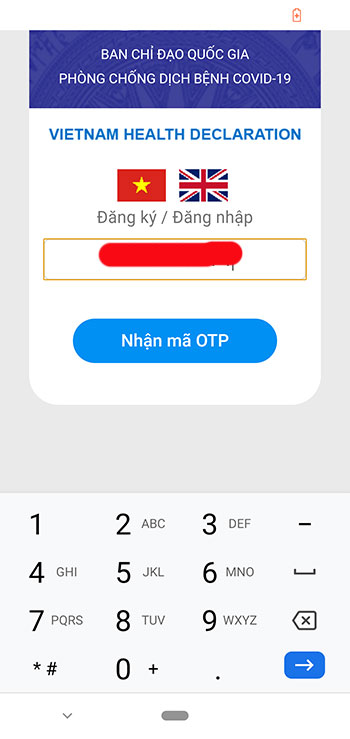 BAN CHỈ ĐẠO QUỐC GIA
PHÒNG CHỐNG DỊCH BỆNH COVID-19
VIETNAM HEALTH DECLARATION
Đăng ký / Đăng nhập
Nhận mã OTP
1 2 ABC 3 DEF –
4 GHI 5 JKL 6 MNO
7 PQRS 8 TUV 9 WXYZ
* # 0 + .